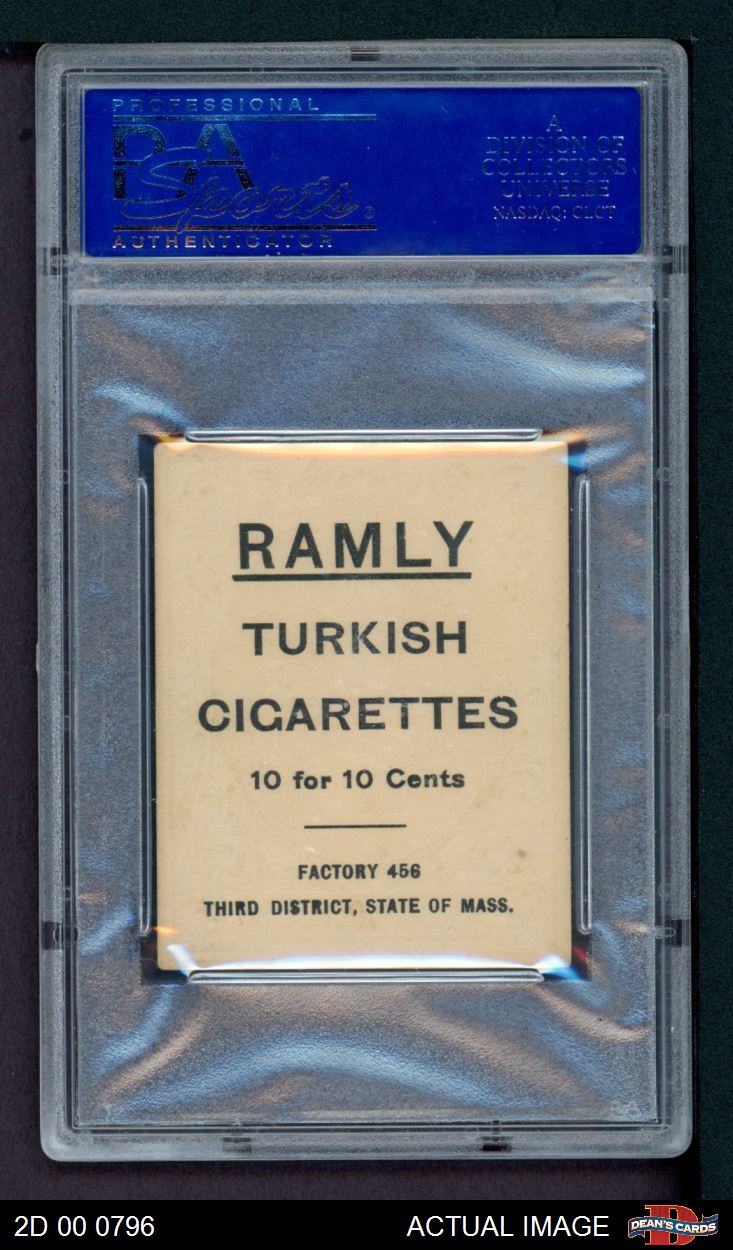 PROFESSIONAL
PSA
Sports
AUTHENTICATOR
A
DIVISION OF
COLLECTORS
UNIVERSE
NASDAQ: CLCT
RAMLY
TURKISH
CIGARETTES
10 for 10 Cents
FACTORY 456
THIRD DISTRICT, STATE OF MASS.
2D 00 0796
ACTUAL IMAGE
D
DEAN'S CARDS